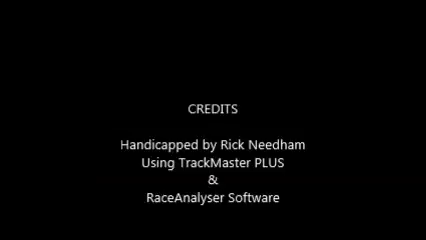 CREDITS
Handicapped by Rick Needham
Using TrackMaster PLUS
&
RaceAnalyser Software